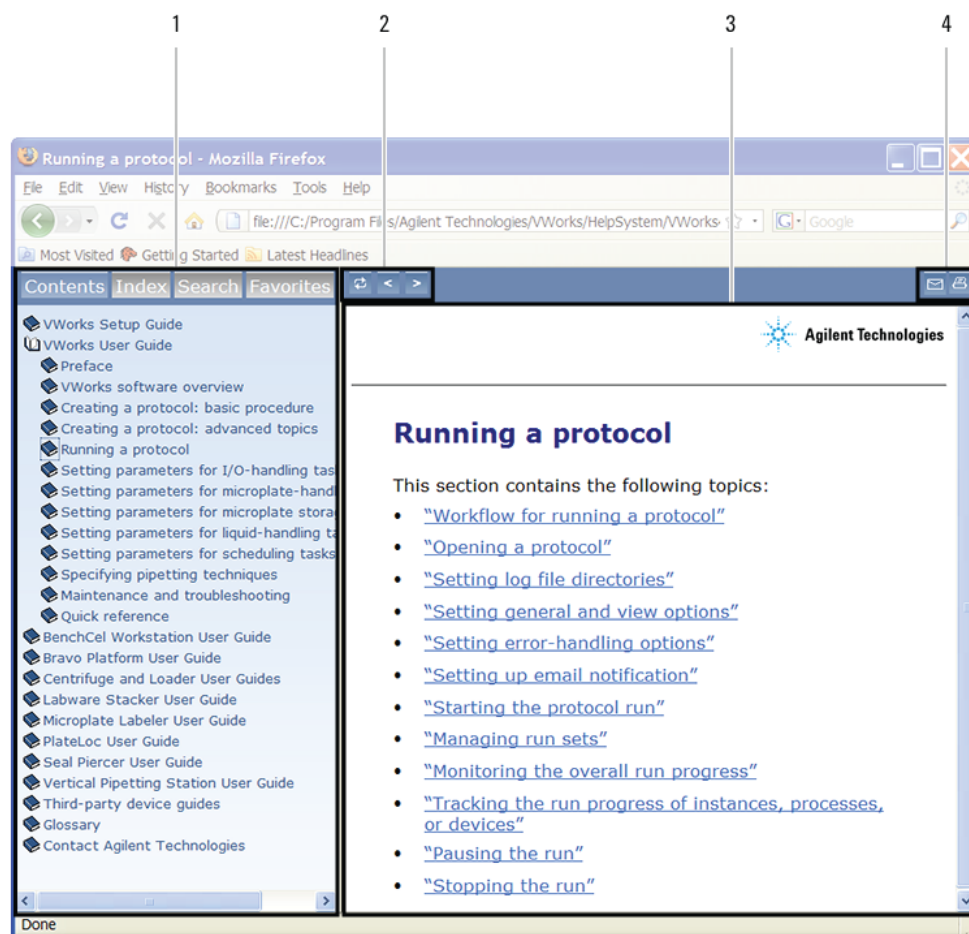 1 2 3 4
Running a protocol - Mozilla Firefox
File Edit View History Bookmarks Tools Help
file:///C:/Program Files/Agilent Technologies/VWorks/HelpSystem/VWorks- G Google
Most Visited Getting Started Latest Headlines
Contents Index Search Favorites < >
VWorks Setup Guide
VWorks User Guide
Preface
VWorks software overview
Creating a protocol: basic procedure
Creating a protocol: advanced topics
Running a protocol
Setting parameters for I/O-handling tas
Setting parameters for microplate-handl
Setting parameters for microplate stora
Setting parameters for liquid-handling ta
Setting parameters for scheduling tasks
Specifying pipetting techniques
Maintenance and troubleshooting
Quick reference
BenchCel Workstation User Guide
Bravo Platform User Guide
Centrifuge and Loader User Guides
Labware Stacker User Guide
Microplate Labeler User Guide
PlateLoc User Guide
Seal Piercer User Guide
Vertical Pipetting Station User Guide
Third-party device guides
Glossary
Contact Agilent Technologies
Agilent Technologies
Running a protocol
This section contains the following topics:
• “Workflow for running a protocol”
• “Opening a protocol”
• “Setting log file directories”
• “Setting general and view options”
• “Setting error-handling options”
• “Setting up email notification”
• “Starting the protocol run”
• “Managing run sets”
• “Monitoring the overall run progress”
• “Tracking the run progress of instances, processes,
or devices”
• “Pausing the run”
• “Stopping the run”
Done